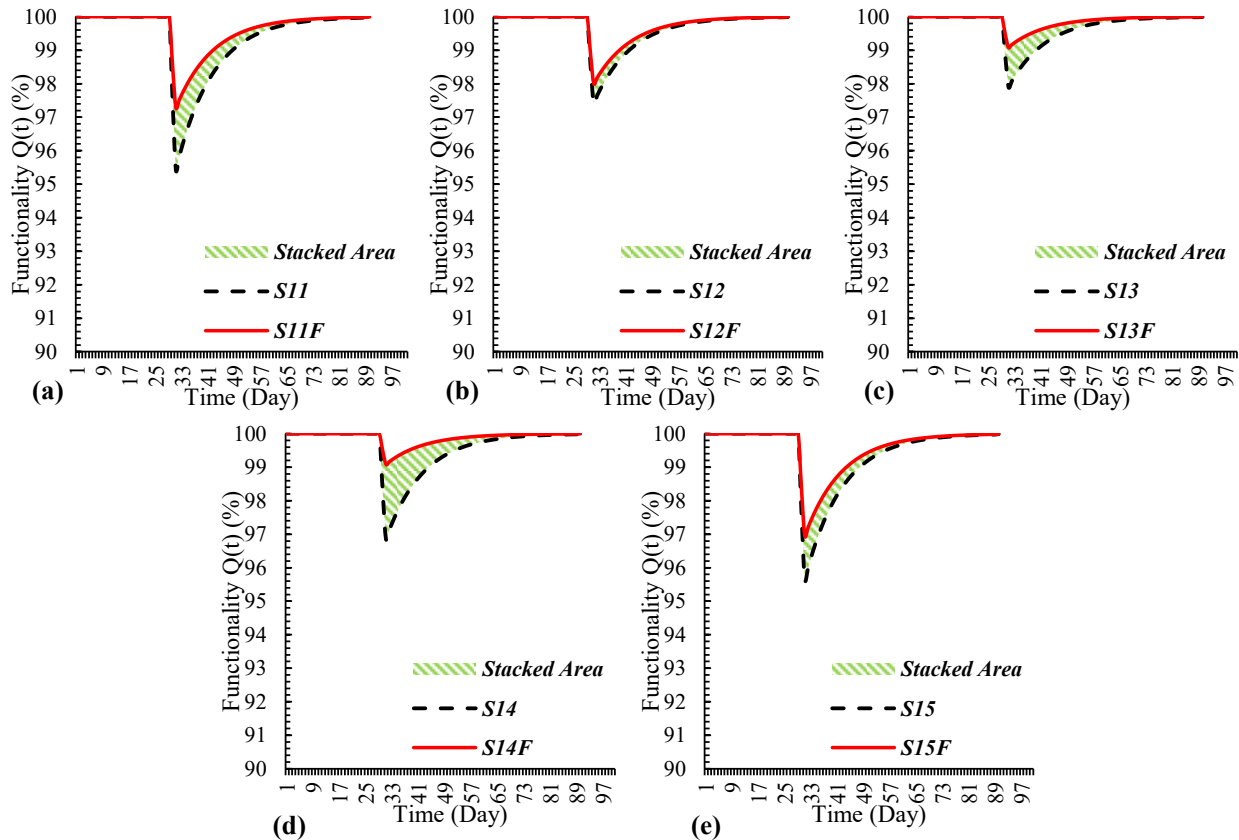 Functionality Q(t) (%)
100
99
98
97
96
95
94
93
92
91
90
Stacked Area
S11
S11F
1 9 17 25 33 41 49 57 65 73 81 89 97
Time (Day)
(a)
Functionality Q(t) (%)
100
99
98
97
96
95
94
93
92
91
90
Stacked Area
S12
S12F
1 9 17 25 33 41 49 57 65 73 81 89 97
Time (Day)
(b)
Functionality Q(t) (%)
100
99
98
97
96
95
94
93
92
91
90
Stacked Area
S13
S13F
1 9 17 25 33 41 49 57 65 73 81 89 97
Time (Day)
(c)
Functionality Q(t) (%)
100
99
98
97
96
95
94
93
92
91
90
Stacked Area
S14
S14F
1 9 17 25 33 41 49 57 65 73 81 89 97
Time (Day)
(d)
Functionality Q(t) (%)
100
99
98
97
96
95
94
93
92
91
90
Stacked Area
S15
S15F
1 9 17 25 33 41 49 57 65 73 81 89 97
Time (Day)
(e)